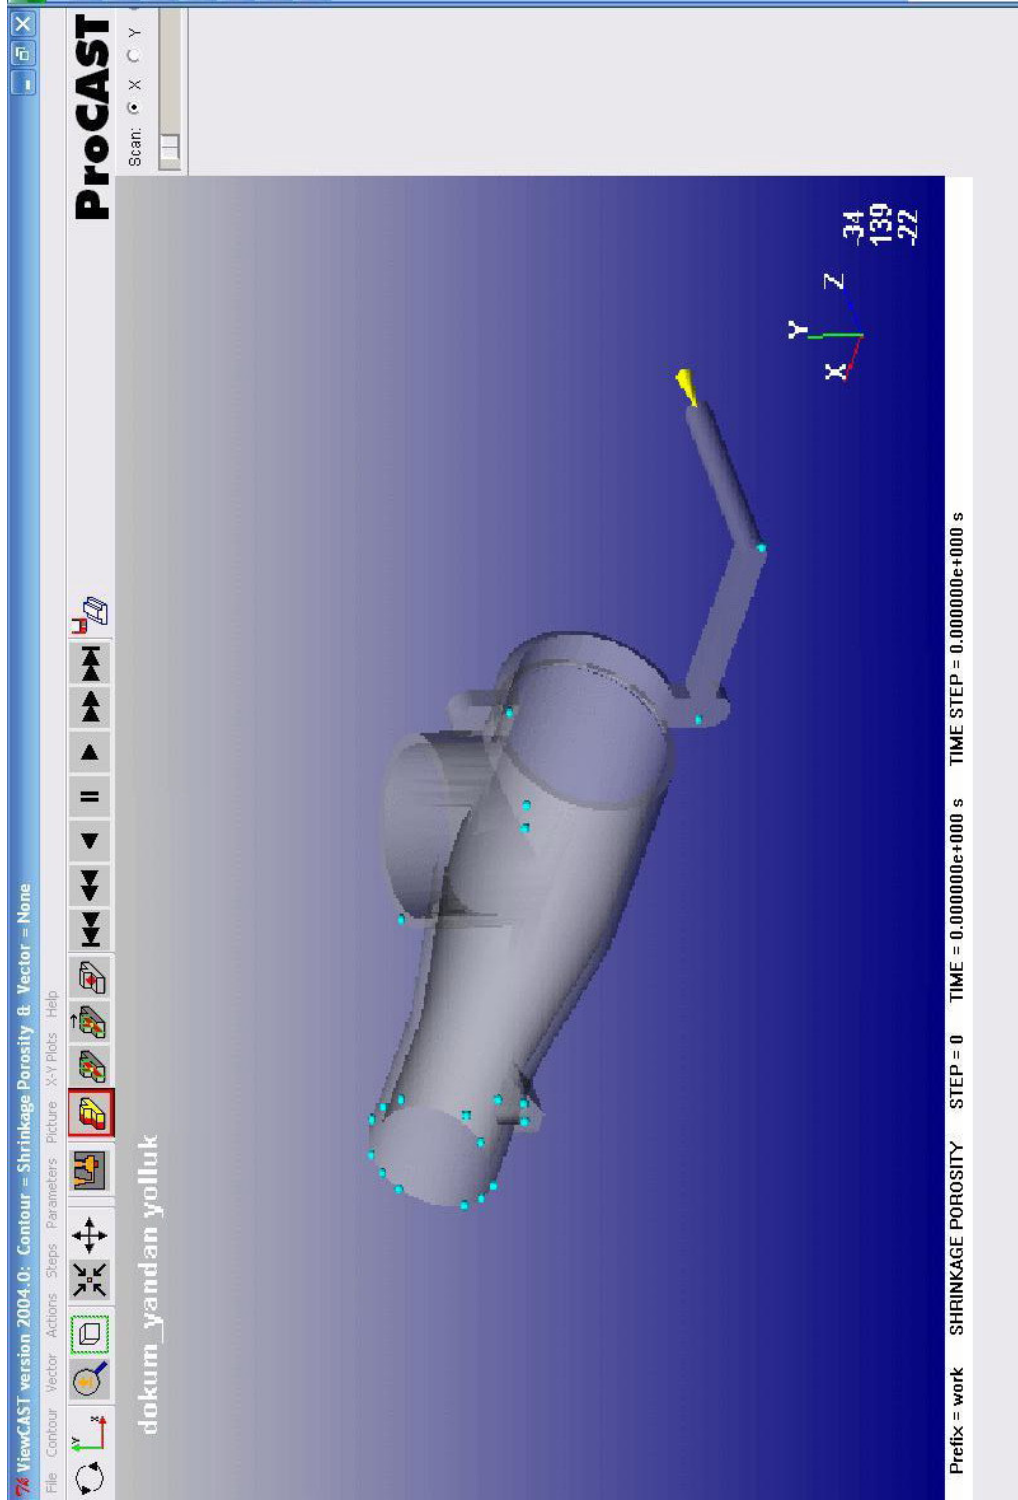 ViewCAST version 2004.0: Contour = Shrinkage Porosity & Vector = None
File Contour Vector Actions Steps Parameters Picture X-Y Plots Help
Y
X
ProCAST
Scan: X Y
dokum_yandan yolluk
Y
X Z
-34
139
-22
Prefix = work SHRINKAGE POROSITY STEP = 0 TIME = 0.000000e+000 s TIME STEP = 0.0000000e+000 s